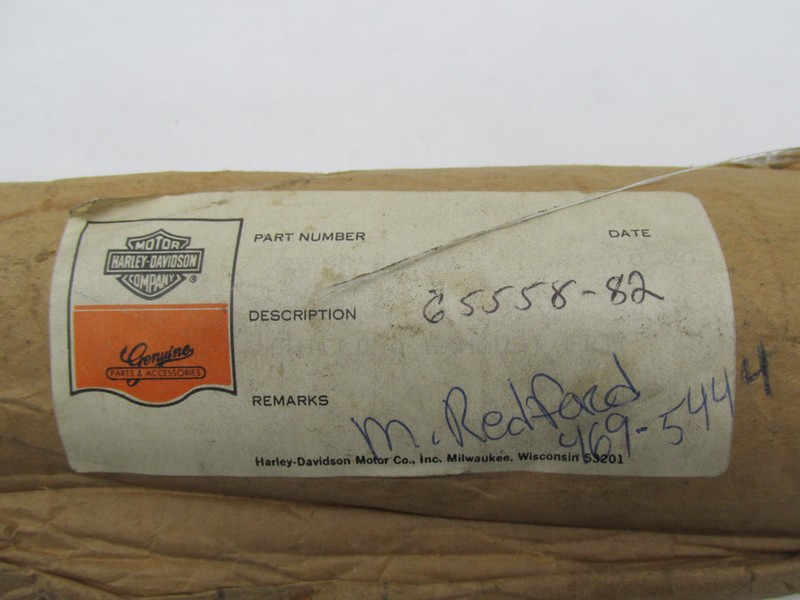 MOTOR
HARLEY-DAVIDSON
COMPANY
®
Genuine
PARTS & ACCESSORIES
PART NUMBER
DATE
DESCRIPTION
65558-82
REMARKS
M. Redford
469-5444
Harley-Davidson Motor Co., Inc. Milwaukee, Wisconsin 53201